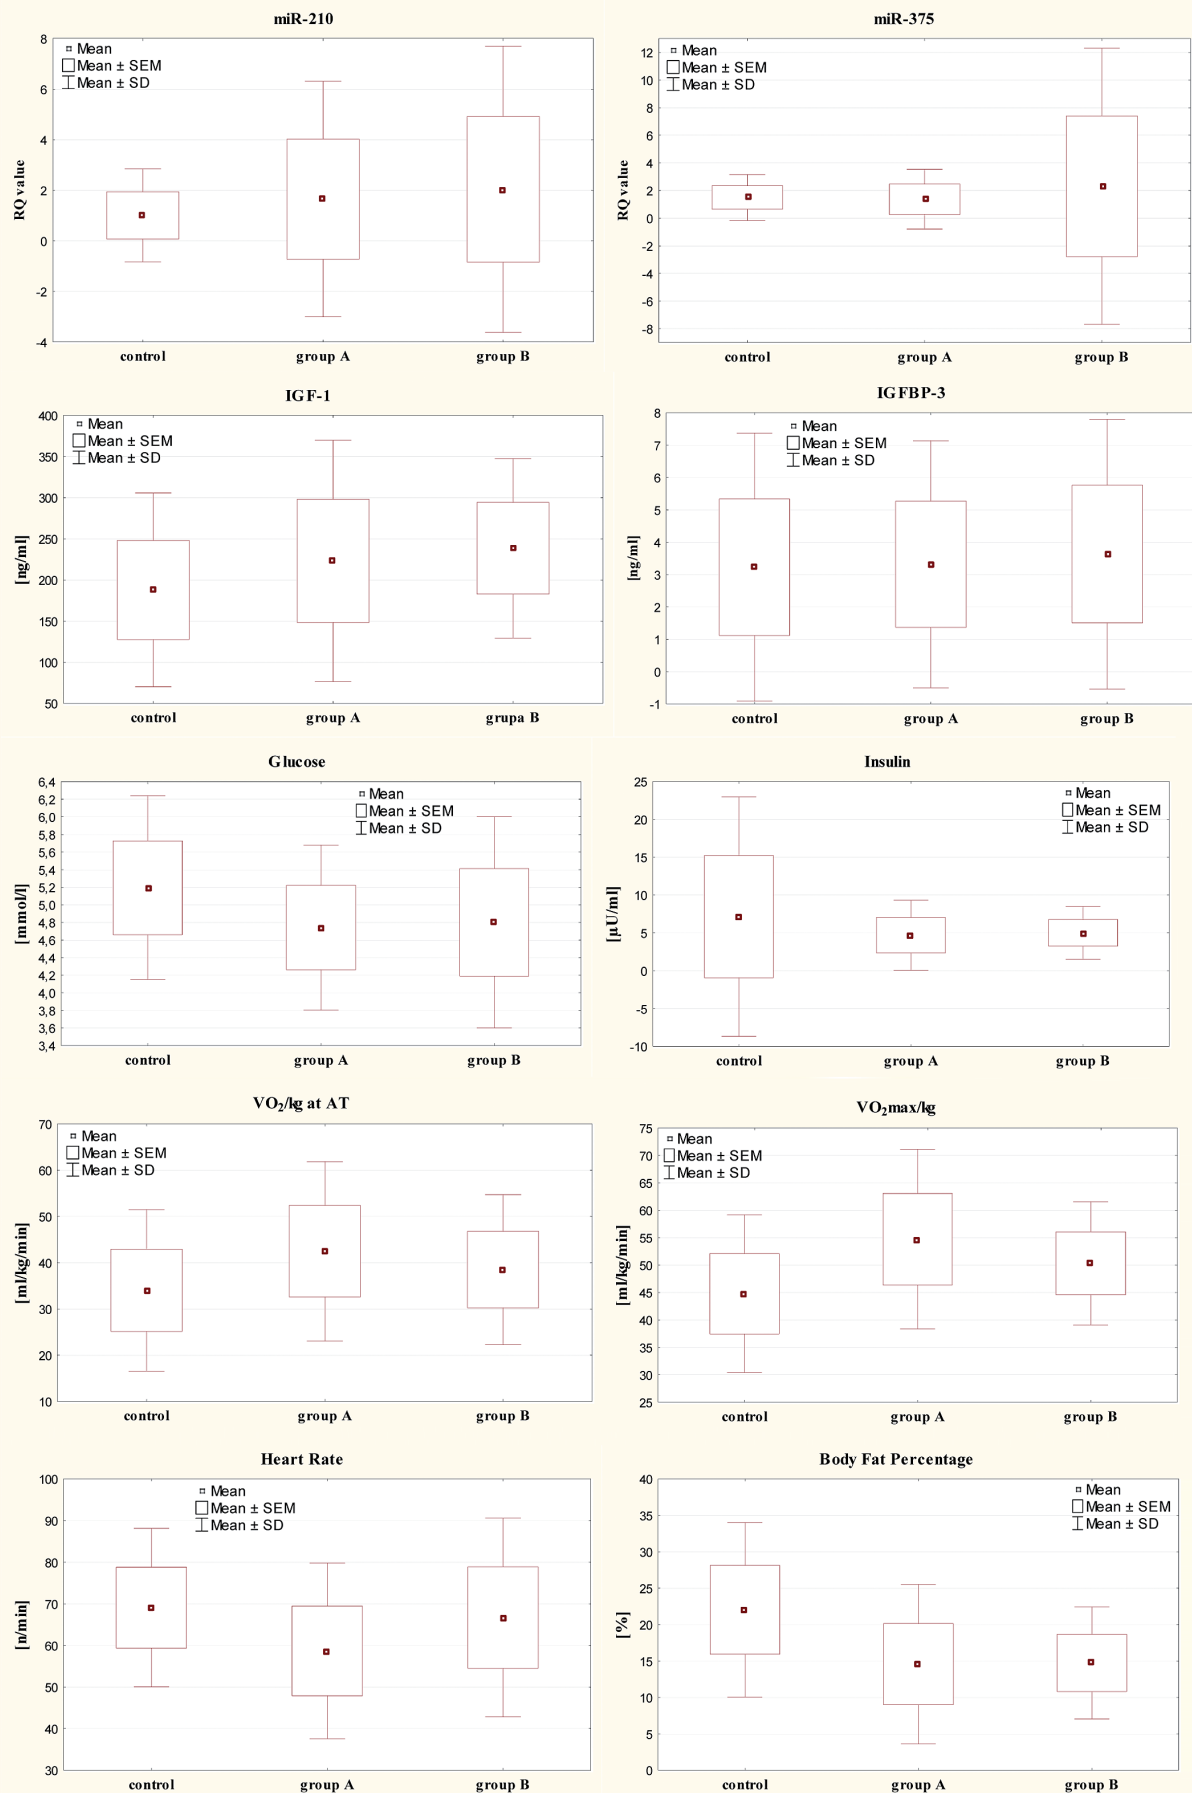 miR-210
Mean
Mean ± SEM
Mean ± SD
RQ value
8
6
4
2
0
-2
-4
control group A group B
miR-375
Mean
Mean ± SEM
Mean ± SD
RQ value
12
10
8
6
4
2
0
-2
-4
-6
-8
control group A group B
IGF-1
Mean
Mean ± SEM
Mean ± SD
[ng/ml]
400
350
300
250
200
150
100
50
control group A grupa B
IGFBP-3
Mean
Mean ± SEM
Mean ± SD
[ng/ml]
8
7
6
5
4
3
2
1
0
-1
control group A group B
Glucose
Mean
Mean ± SEM
Mean ± SD
[mmol/l]
6,4
6,2
6,0
5,8
5,6
5,4
5,2
5,0
4,8
4,6
4,4
4,2
4,0
3,8
3,6
3,4
control group A group B
Insulin
Mean
Mean ± SEM
Mean ± SD
[µU/ml]
25
20
15
10
5
0
-5
-10
control group A group B
VO₂/kg at AT
Mean
Mean ± SEM
Mean ± SD
[ml/kg/min]
70
60
50
40
30
20
10
control group A group B
VO₂max/kg
Mean
Mean ± SEM
Mean ± SD
[ml/kg/min]
75
70
65
60
55
50
45
40
35
30
25
control group A group B
Heart Rate
Mean
Mean ± SEM
Mean ± SD
[n/min]
100
90
80
70
60
50
40
30
control group A group B
Body Fat Percentage
Mean
Mean ± SEM
Mean ± SD
[%]
40
35
30
25
20
15
10
5
0
control group A group B